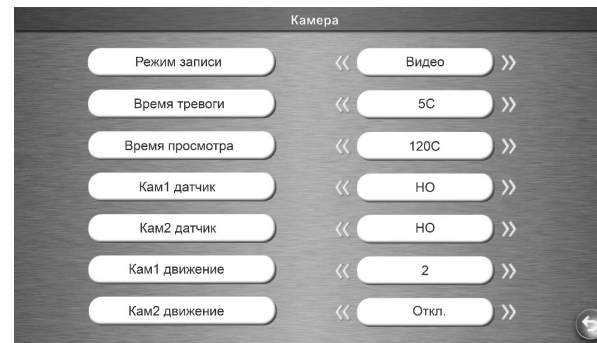 Камера
Режим записи Видео
Время тревоги 5С
Время просмотра 120С
Кам1 датчик НО
Кам2 датчик НО
Кам1 движение 2
Кам2 движение Откл.